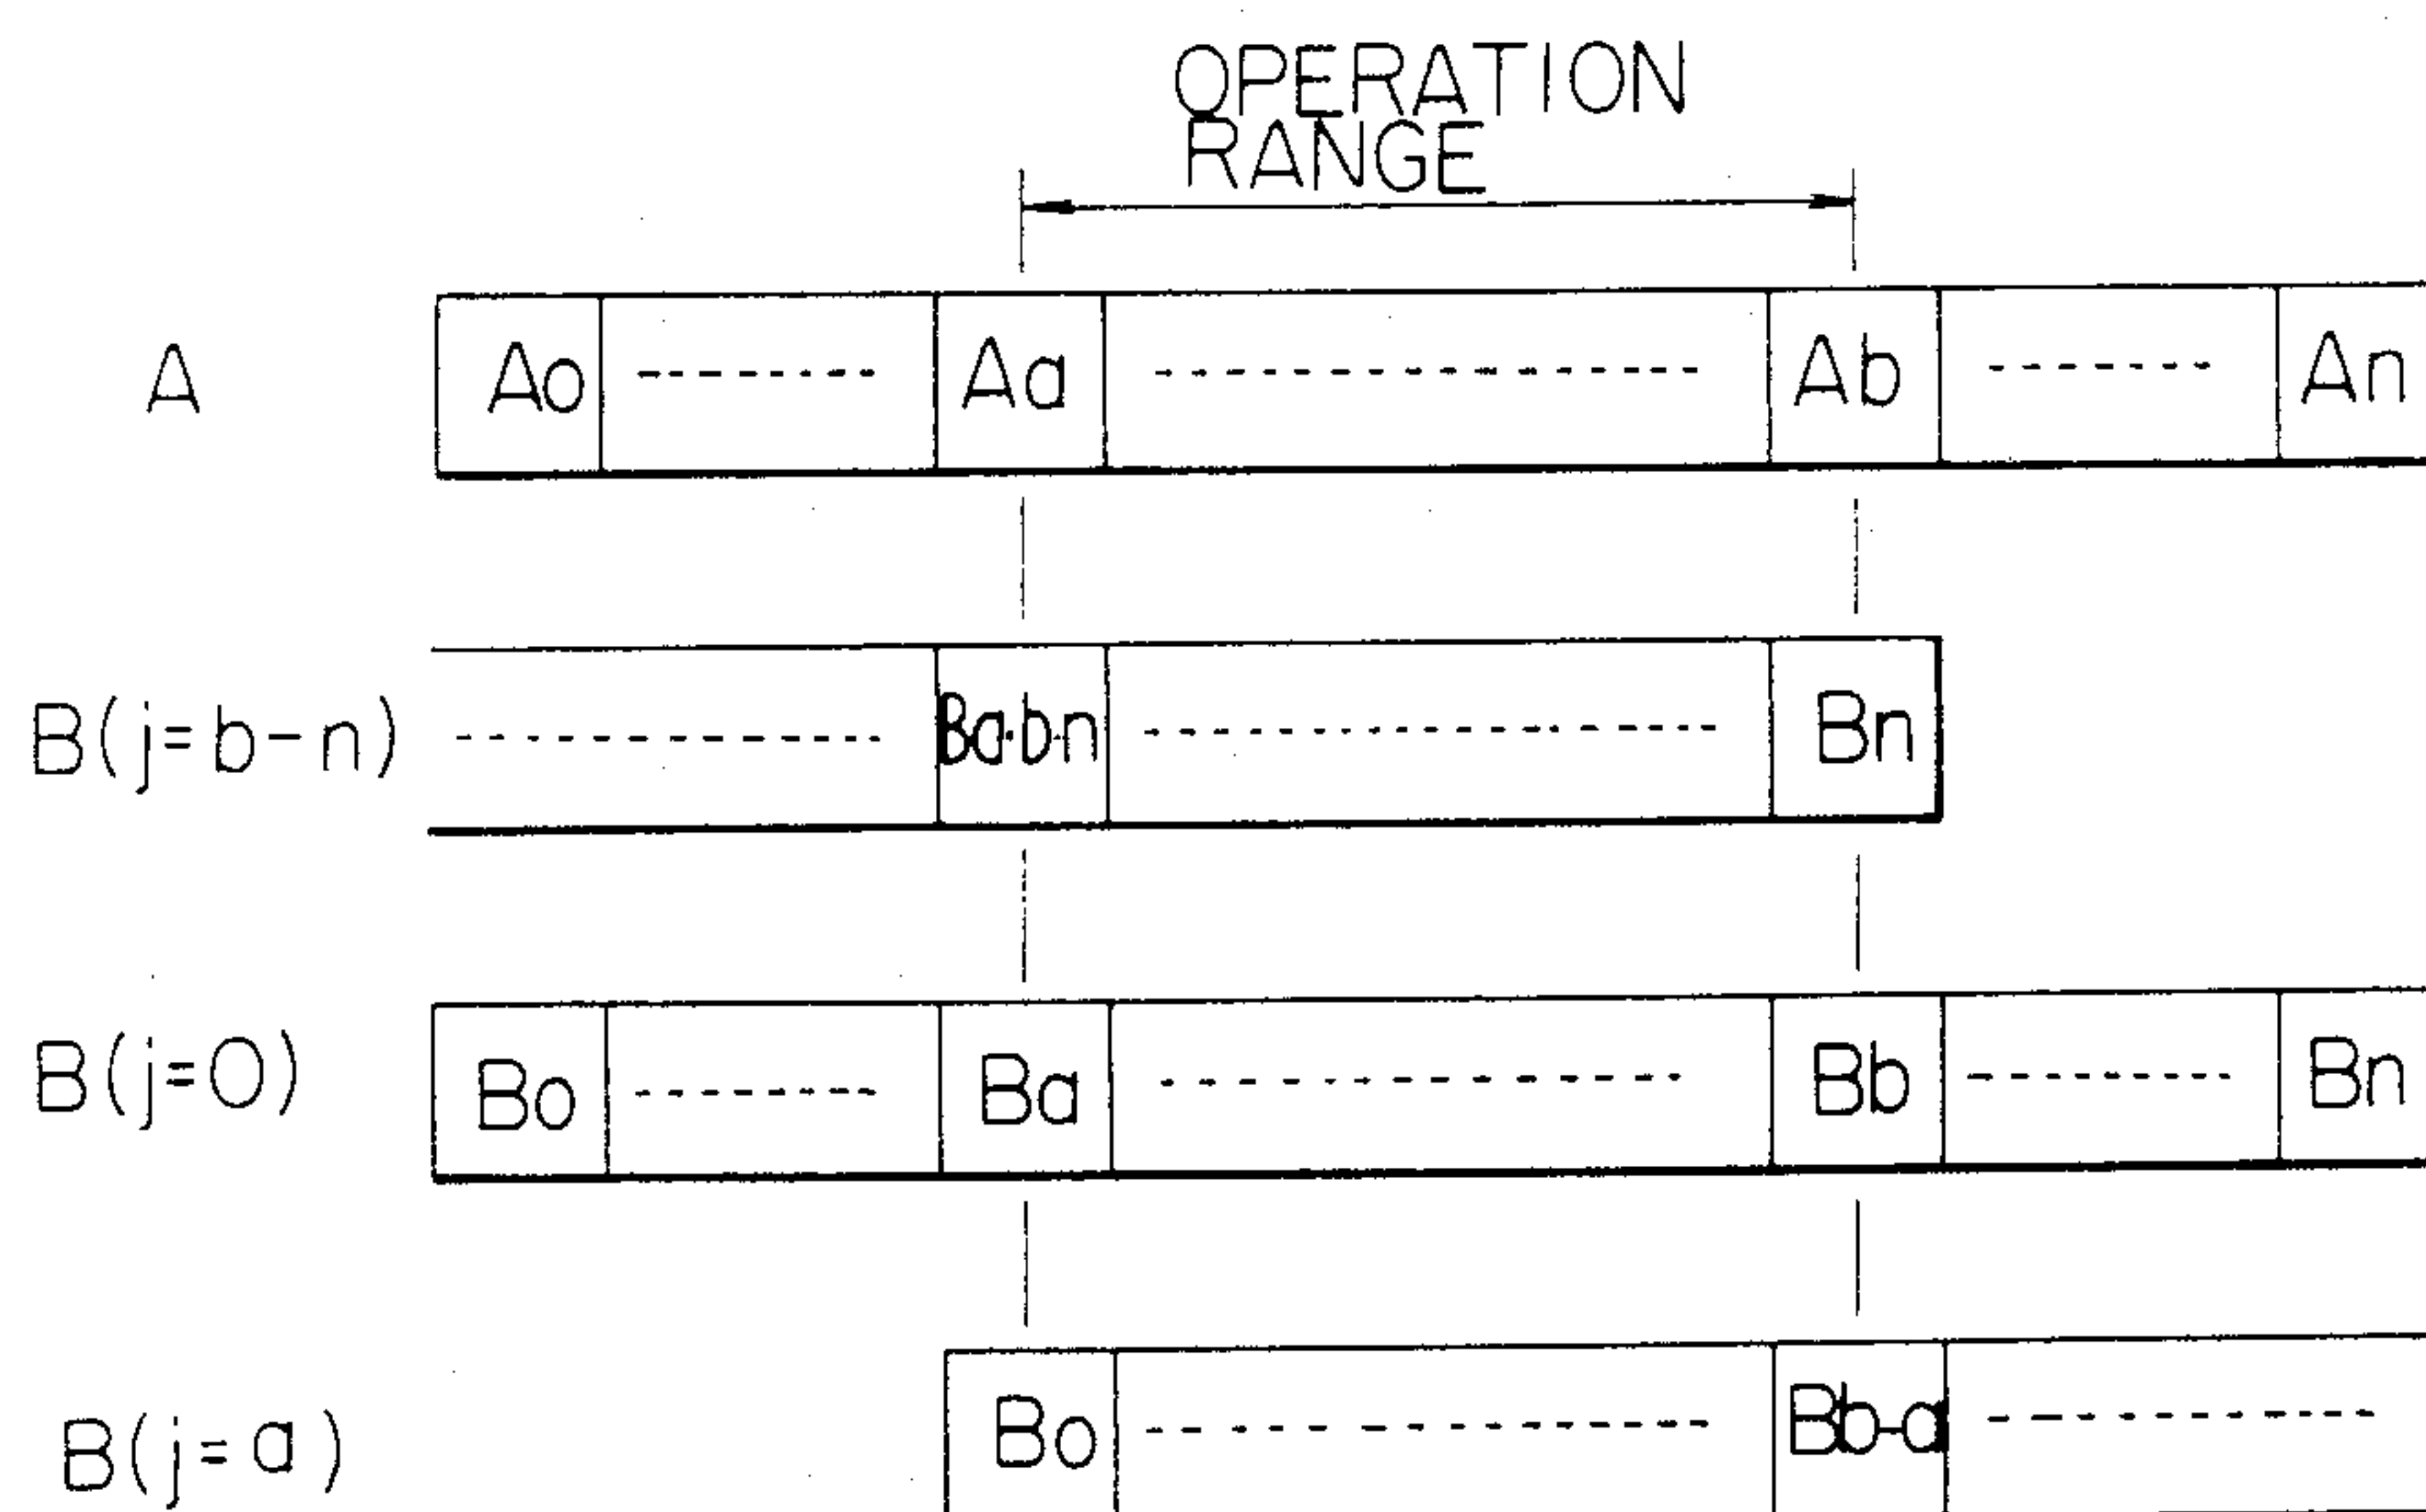 OPERATION
RANGE
A Ao Aa Ab An
B(j=b-n) Ba-b-n Bn
B(j=0) Bo Ba Bb Bn
B(j=a) Bo Bb-a